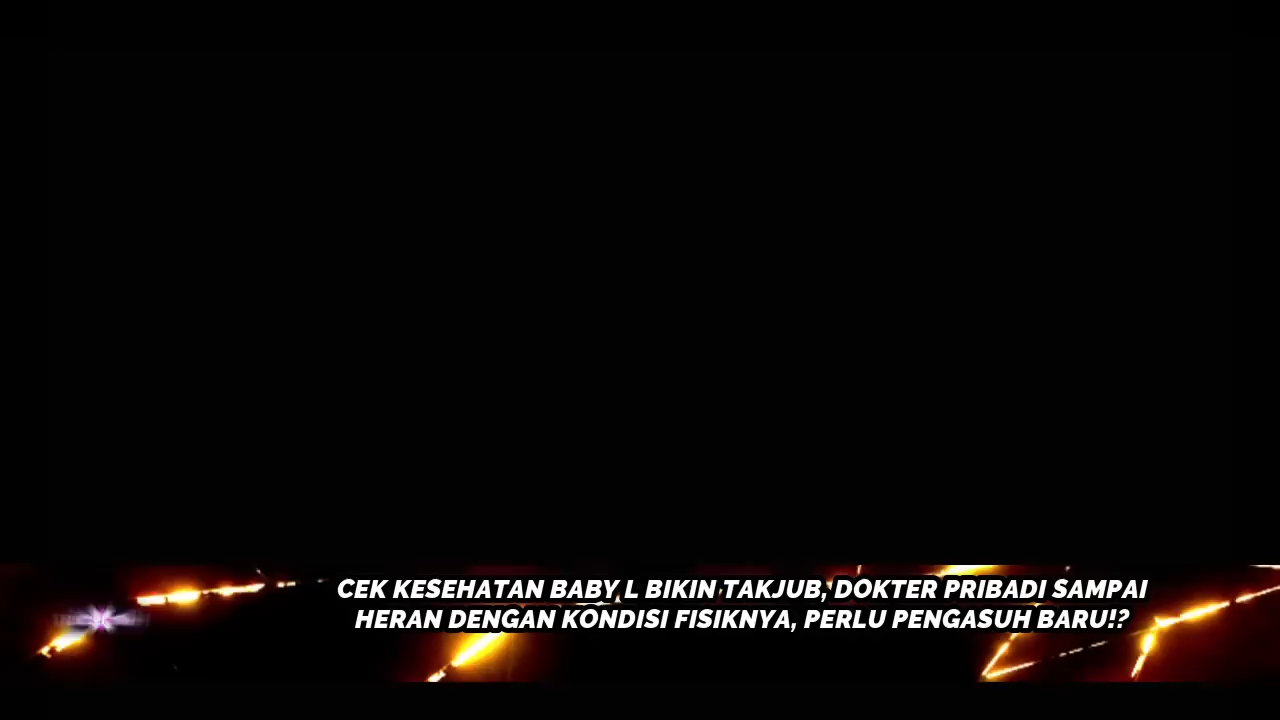 CEK KESEHATAN BABY L BIKIN TAKJUB, DOKTER PRIBADI SAMPAI
HERAN DENGAN KONDISI FISIKNYA, PERLU PENGASUH BARU!?